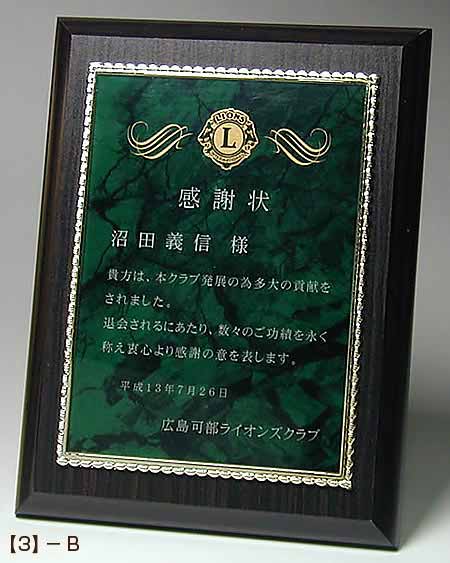 LIONS
L
感謝状
沼田義信 様
貴方は、本クラブ発展の為多大の貢献を
されました。
退会されるにあたり、数々のご功績を永く
称え衷心より感謝の意を表します。
平成13年7月26日
広島可部ライオンズクラブ
【3】－B